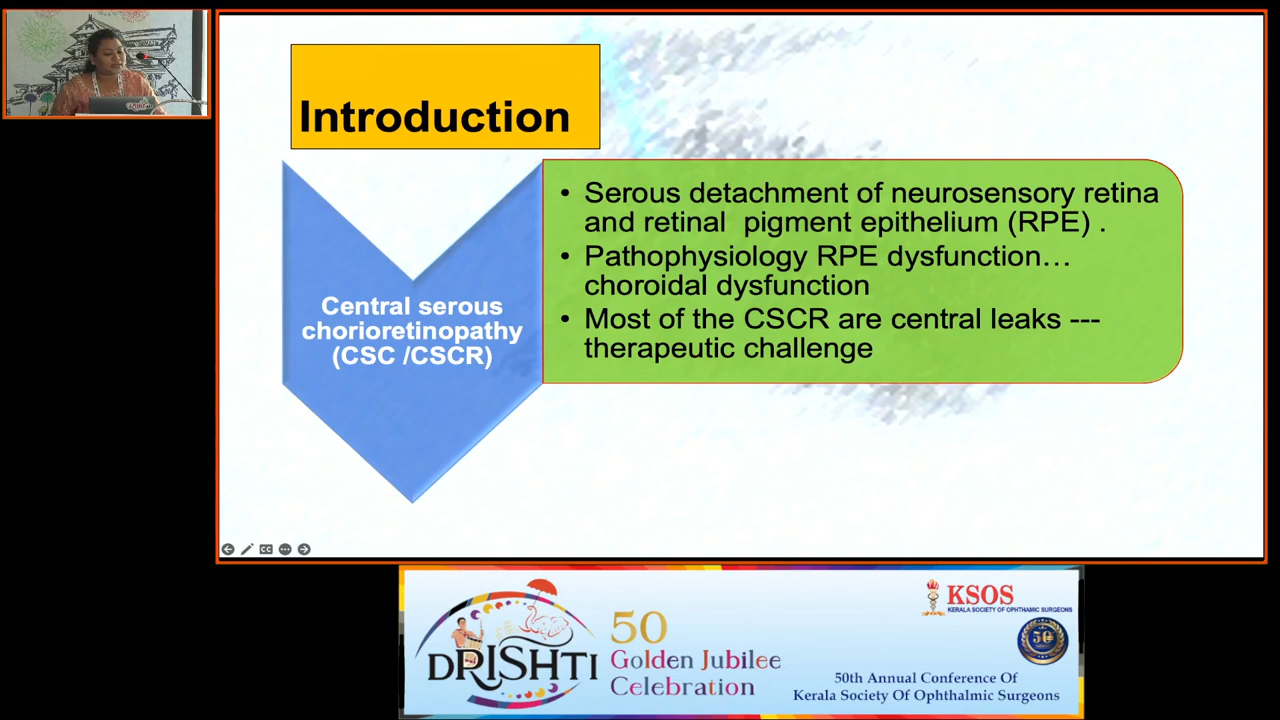 Introduction
Central serous
chorioretinopathy
(CSC /CSCR)
• Serous detachment of neurosensory retina
and retinal pigment epithelium (RPE) .
• Pathophysiology RPE dysfunction…
choroidal dysfunction
• Most of the CSCR are central leaks ---
therapeutic challenge
DRISHTI
50
Golden Jubilee
Celebration
KSOS
KERALA SOCIETY OF OPHTHAMIC SURGEONS
50
50th Annual Conference Of
Kerala Society Of Ophthalmic Surgeons